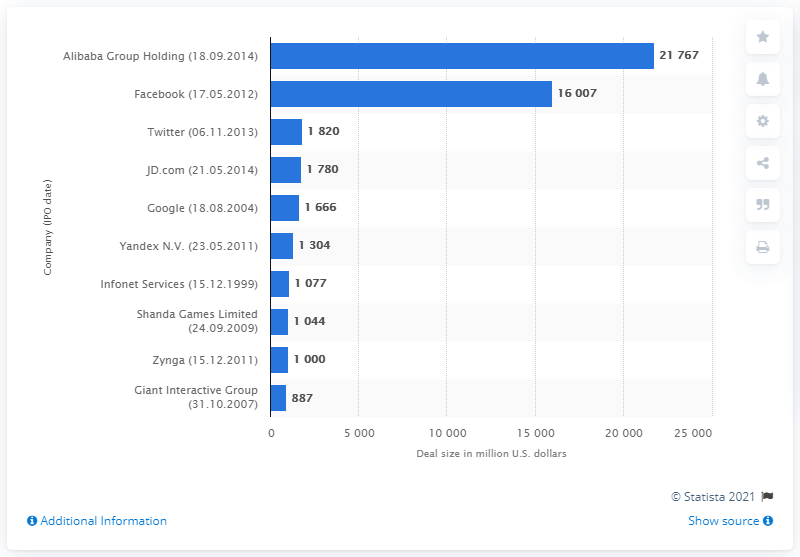 Alibaba Group Holding (18.09.2014)
21 767
Facebook (17.05.2012)
16 007
Twitter (06.11.2013)
1 820
JD.com (21.05.2014)
1 780
Google (18.08.2004)
1 666
Yandex N.V. (23.05.2011)
1 304
Infonet Services (15.12.1999)
1 077
Shanda Games Limited
(24.09.2009)
1 044
Zynga (15.12.2011)
1 000
Giant Interactive Group
(31.10.2007)
887
Company (IPO date)
0 5 000 10 000 15 000 20 000 25 000
Deal size in million U.S. dollars
© Statista 2021
Additional Information
Show source